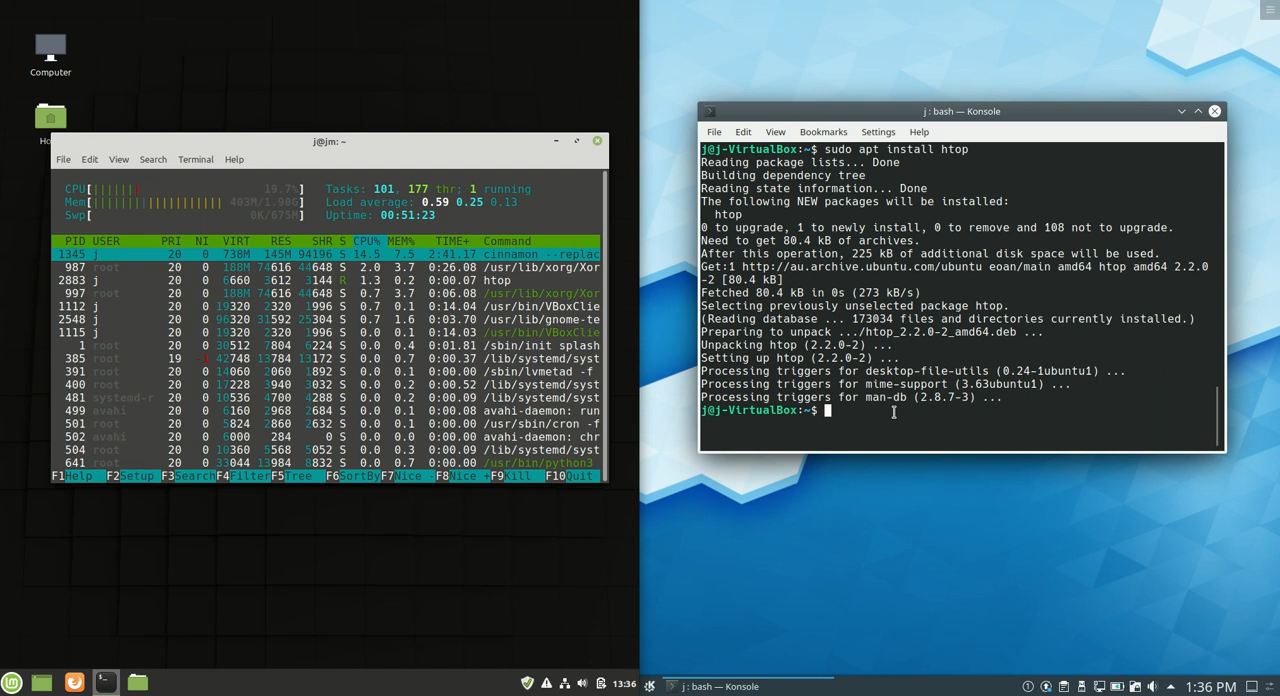 Computer
Ho
j@jm: ~
File Edit View Search Terminal Help
CPU[||||||| 19.7%] Tasks: 101, 177 thr; 1 running
Mem[||||||||||||||||||| 403M/1.90G] Load average: 0.59 0.25 0.13
Swp[ 0K/675M] Uptime: 00:51:23
PID USER PRI NI VIRT RES SHR S CPU% MEM% TIME+ Command
1345 j 20 0 738M 145M 94196 S 14.5 7.5 2:41.17 cinnamon --replac
987 root 20 0 188M 74616 44648 S 2.0 3.7 0:26.08 /usr/lib/xorg/Xor
2883 j 20 0 6660 3612 3144 R 1.3 0.2 0:00.07 htop
997 root 20 0 188M 74616 44648 S 0.7 3.7 0:06.08 /usr/lib/xorg/Xor
1112 j 20 0 19320 2320 1996 S 0.7 0.1 0:14.04 /usr/bin/VBoxClie
2548 j 20 0 96320 31592 25304 S 0.7 1.6 0:03.70 /usr/lib/gnome-te
1115 j 20 0 19320 2320 1996 S 0.0 0.1 0:14.03 /usr/bin/VBoxClie
1 root 20 0 30512 7804 6224 S 0.0 0.4 0:01.81 /sbin/init splash
385 root 19 -1 42748 13784 13172 S 0.0 0.7 0:00.37 /lib/systemd/syst
391 root 20 0 14060 2060 1892 S 0.0 0.1 0:00.00 /sbin/lvmetad -f
400 root 20 0 17228 3940 3032 S 0.0 0.2 0:00.52 /lib/systemd/syst
481 systemd-r 20 0 10536 4700 4288 S 0.0 0.2 0:00.09 /lib/systemd/syst
499 avahi 20 0 6160 2968 2684 S 0.0 0.1 0:00.08 avahi-daemon: run
501 root 20 0 5824 2860 2632 S 0.0 0.1 0:00.00 /usr/sbin/cron -f
502 avahi 20 0 6000 284 0 S 0.0 0.0 0:00.00 avahi-daemon: chr
504 root 20 0 10360 5568 5052 S 0.0 0.3 0:00.09 /lib/systemd/syst
641 root 20 0 33044 13984 8832 S 0.0 0.7 0:00.00 /usr/bin/python3
F1Help F2Setup F3SearchF4FilterF5Tree F6SortByF7Nice -F8Nice +F9Kill F10Quit
13:36
j : bash — Konsole
File Edit View Bookmarks Settings Help
j@j-VirtualBox:~$ sudo apt install htop
Reading package lists... Done
Building dependency tree
Reading state information... Done
The following NEW packages will be installed:
htop
0 to upgrade, 1 to newly install, 0 to remove and 108 not to upgrade.
Need to get 80.4 kB of archives.
After this operation, 225 kB of additional disk space will be used.
Get:1 http://au.archive.ubuntu.com/ubuntu eoan/main amd64 htop amd64 2.2.0
-2 [80.4 kB]
Fetched 80.4 kB in 0s (273 kB/s)
Selecting previously unselected package htop.
(Reading database ... 173034 files and directories currently installed.)
Preparing to unpack .../htop_2.2.0-2_amd64.deb ...
Unpacking htop (2.2.0-2) ...
Setting up htop (2.2.0-2) ...
Processing triggers for desktop-file-utils (0.24-1ubuntu1) ...
Processing triggers for mime-support (3.63ubuntu1) ...
Processing triggers for man-db (2.8.7-3) ...
j@j-VirtualBox:~$
j : bash — Konsole
1:36 PM